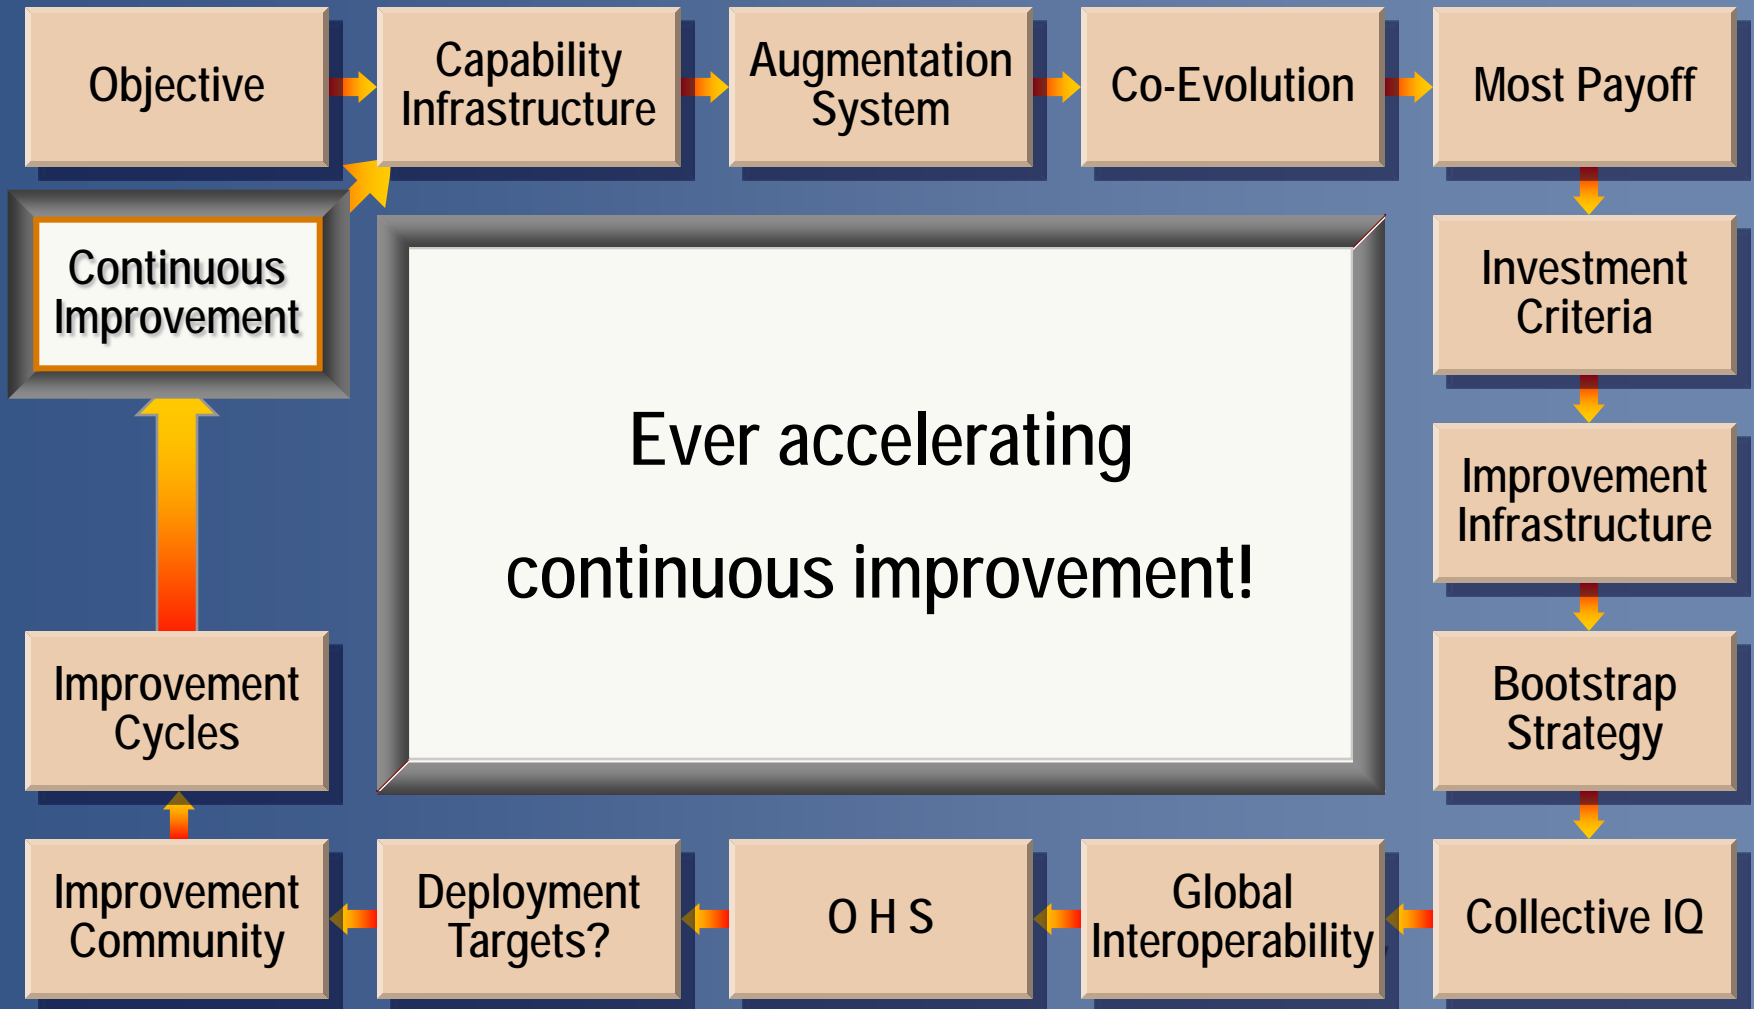 Objective
Capability
Infrastructure
Augmentation
System
Co-Evolution
Most Payoff
Continuous
Improvement
Ever accelerating
continuous improvement!
Investment
Criteria
Improvement
Infrastructure
Bootstrap
Strategy
Improvement
Cycles
Improvement
Community
Deployment
Targets?
O H S
Global
Interoperability
Collective IQ